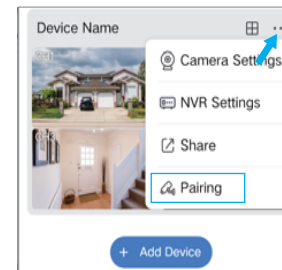 Device Name
Camera Settings
NVR Settings
Share
Pairing
+ Add Device